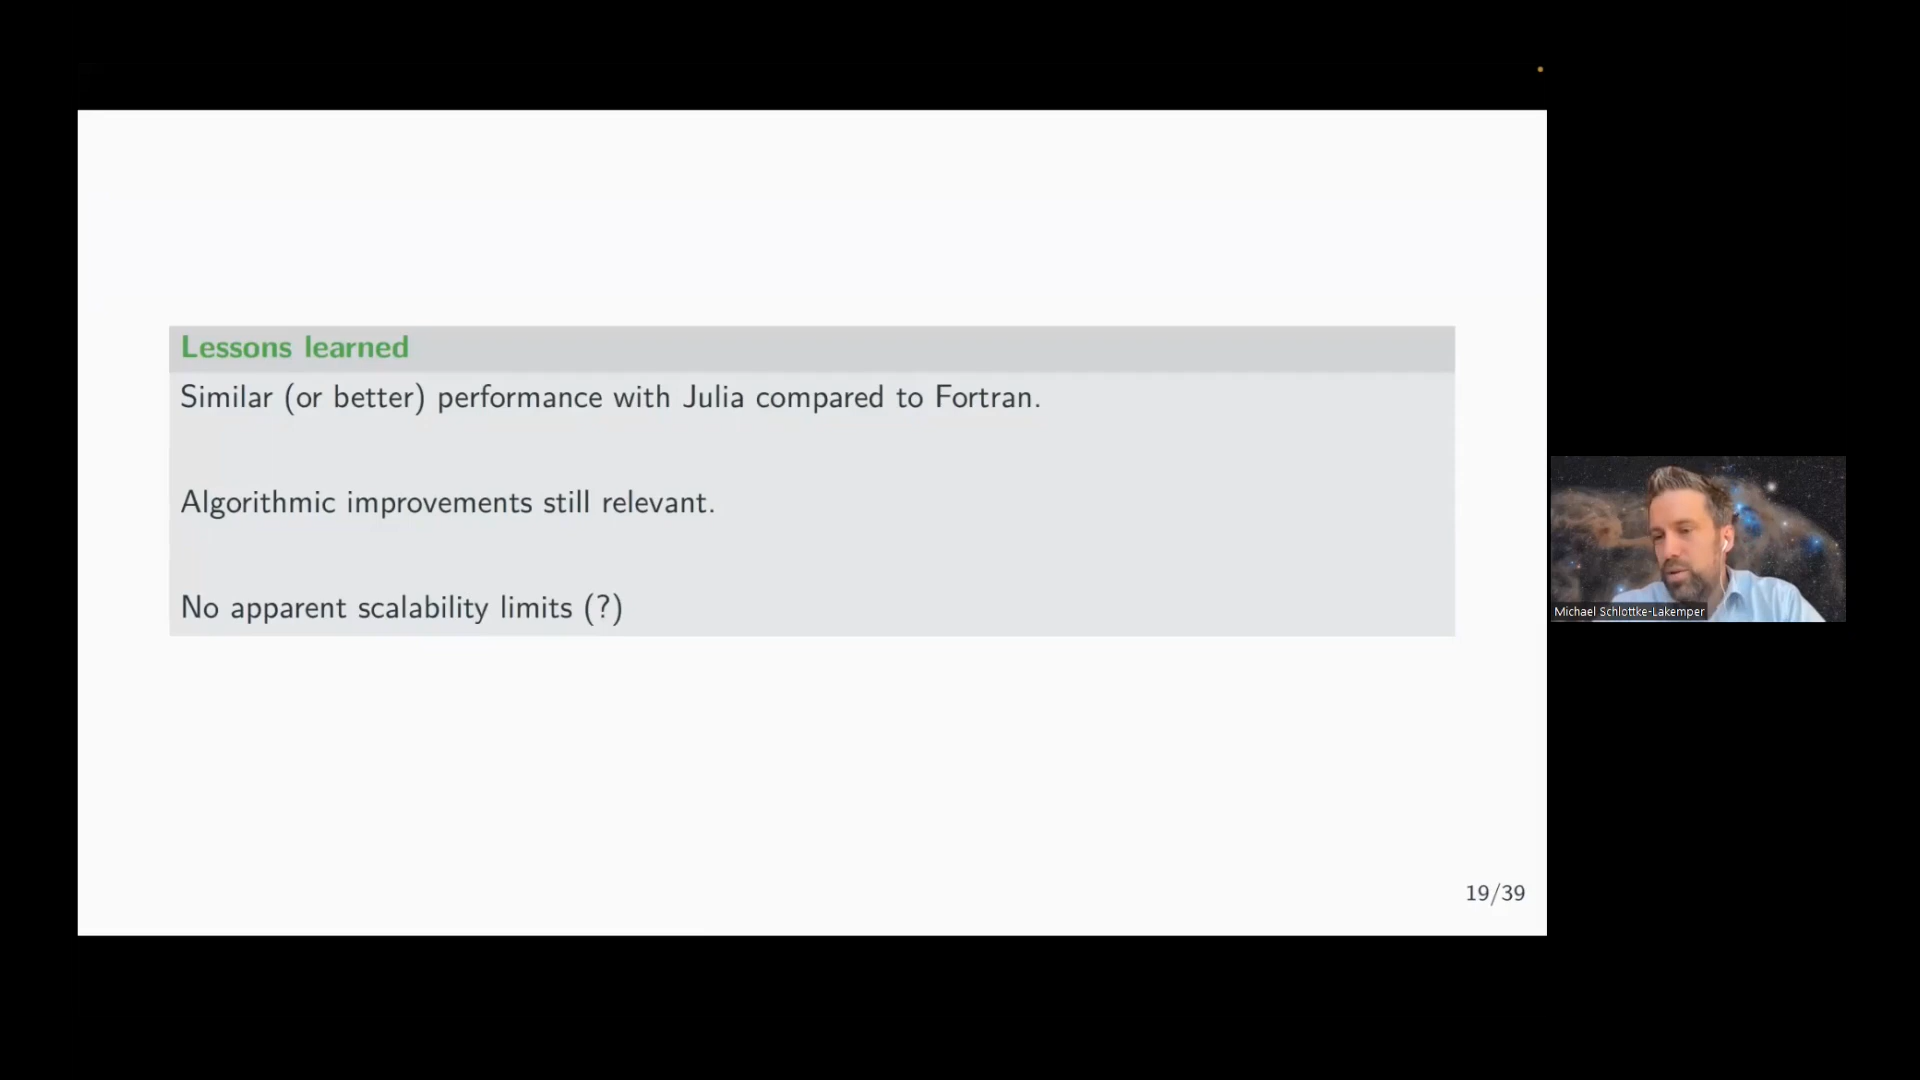 Lessons learned
Similar (or better) performance with Julia compared to Fortran.
Algorithmic improvements still relevant.
No apparent scalability limits (?)
Michael Schlottke-Lakemper
19/39